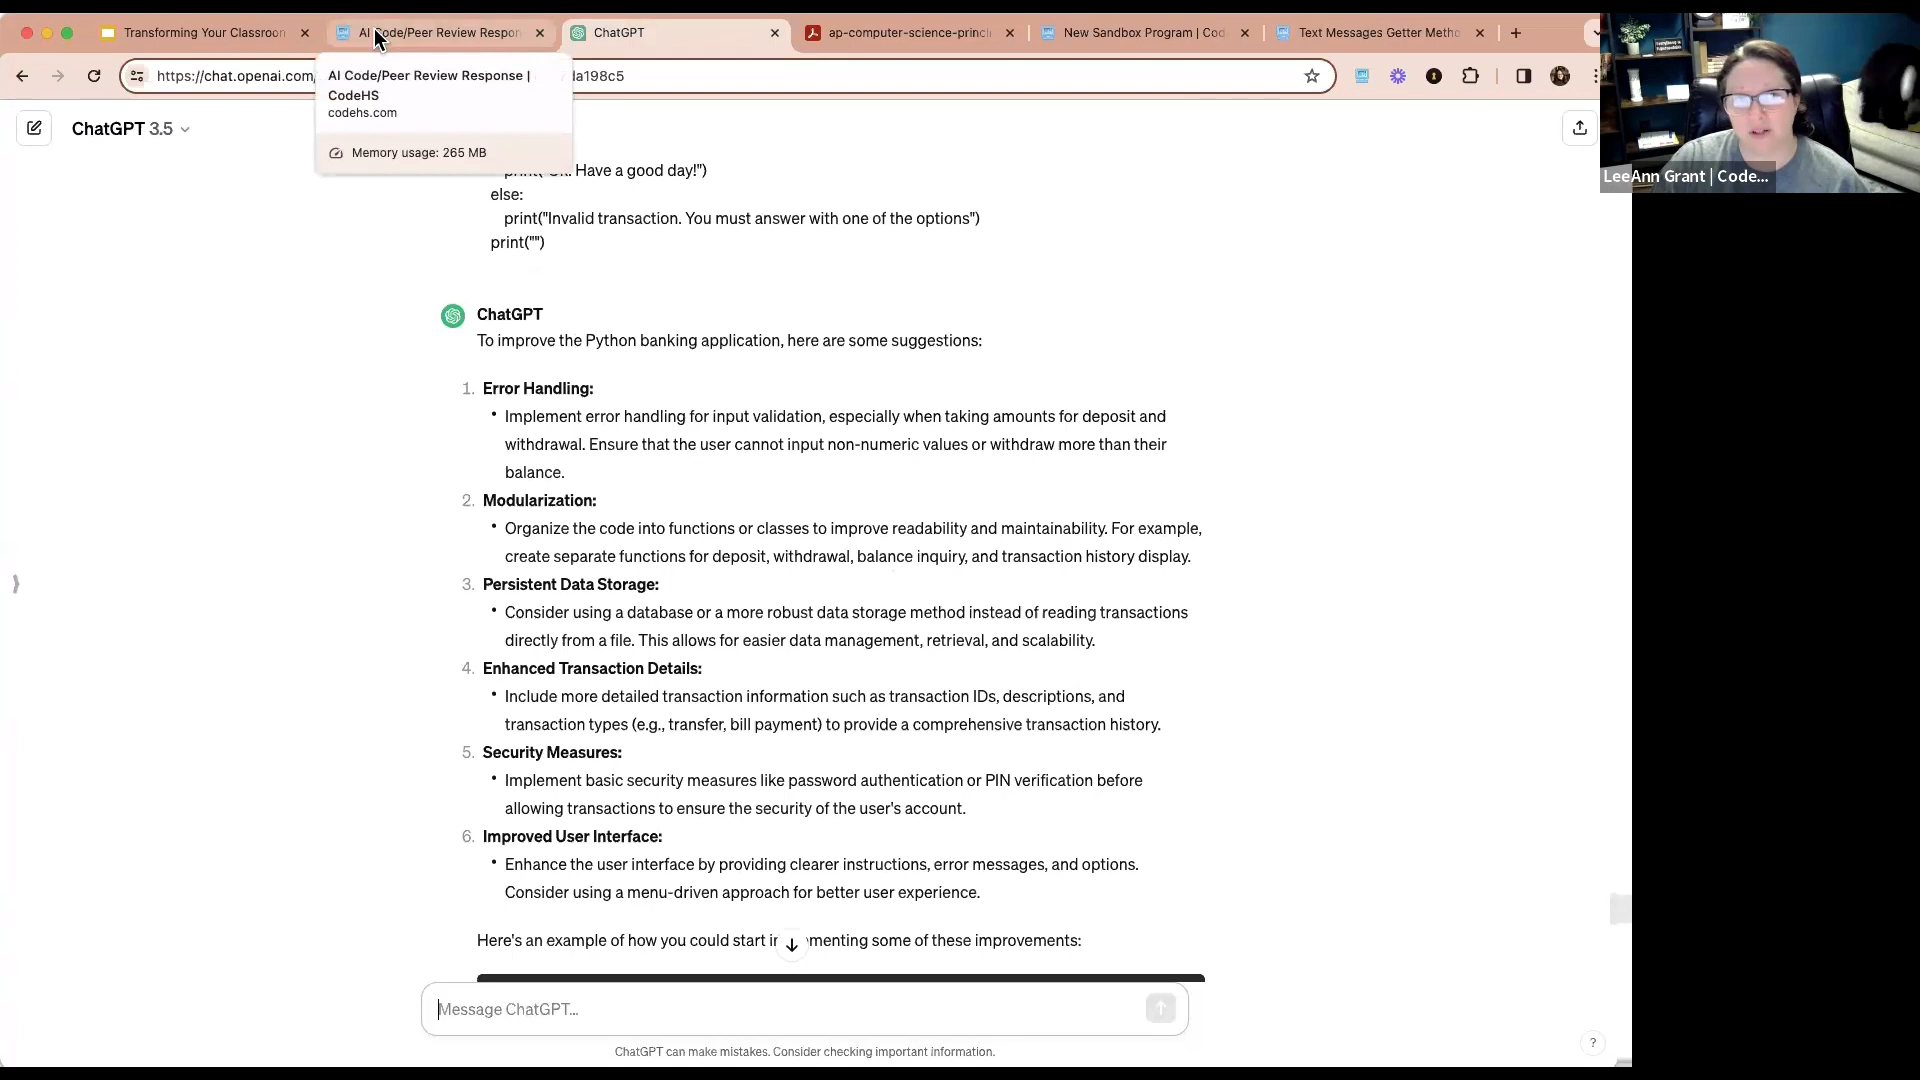 Transforming Your Classroom
AI Code/Peer Review Respon
ChatGPT
ap-computer-science-princi
New Sandbox Program | Cod
Text Messages Getter Metho
https://chat.openai.com/
da198c5
AI Code/Peer Review Response |
CodeHS
codehs.com
Memory usage: 265 MB
ChatGPT 3.5
LeeAnn Grant | Code...
Have a good day!")
else:
print("Invalid transaction. You must answer with one of the options")
print("")
ChatGPT
To improve the Python banking application, here are some suggestions:
1. Error Handling:
• Implement error handling for input validation, especially when taking amounts for deposit and
withdrawal. Ensure that the user cannot input non-numeric values or withdraw more than their
balance.
2. Modularization:
• Organize the code into functions or classes to improve readability and maintainability. For example,
create separate functions for deposit, withdrawal, balance inquiry, and transaction history display.
3. Persistent Data Storage:
• Consider using a database or a more robust data storage method instead of reading transactions
directly from a file. This allows for easier data management, retrieval, and scalability.
4. Enhanced Transaction Details:
• Include more detailed transaction information such as transaction IDs, descriptions, and
transaction types (e.g., transfer, bill payment) to provide a comprehensive transaction history.
5. Security Measures:
• Implement basic security measures like password authentication or PIN verification before
allowing transactions to ensure the security of the user's account.
6. Improved User Interface:
• Enhance the user interface by providing clearer instructions, error messages, and options.
Consider using a menu-driven approach for better user experience.
Here's an example of how you could start i menting some of these improvements:
Message ChatGPT...
ChatGPT can make mistakes. Consider checking important information.
?